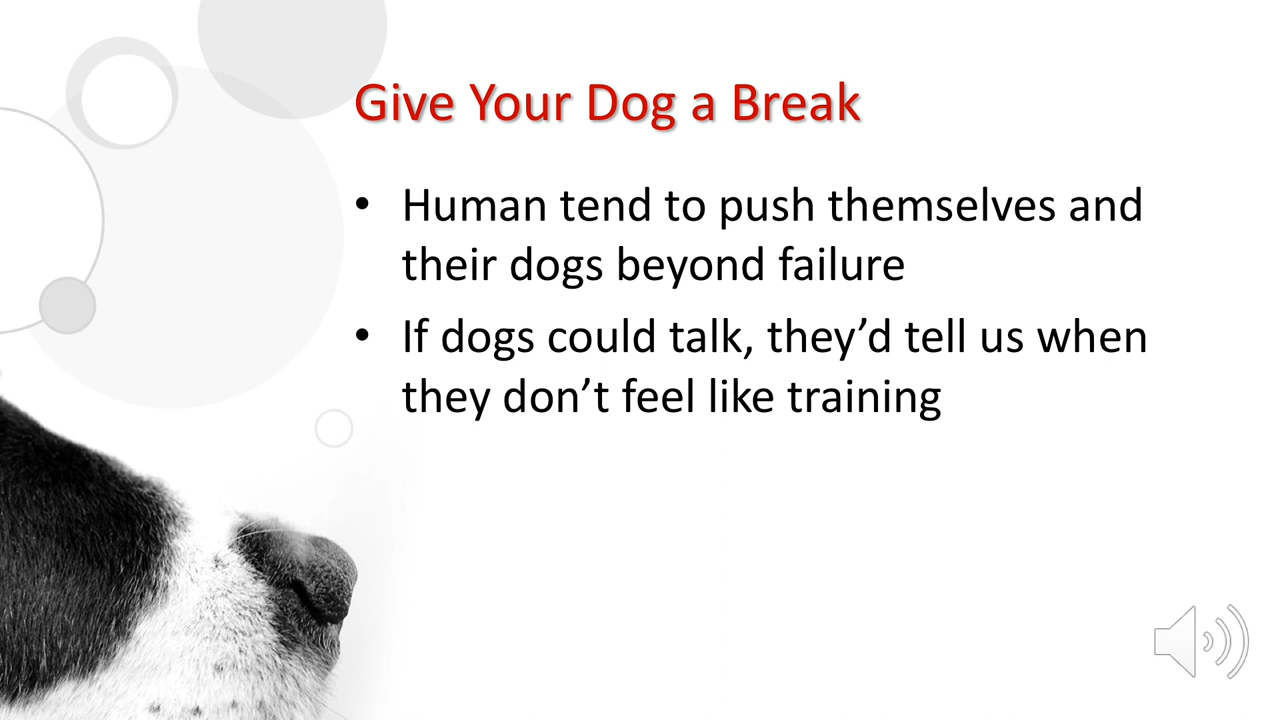 Give Your Dog a Break
• Human tend to push themselves and
their dogs beyond failure
• If dogs could talk, they’d tell us when
they don’t feel like training